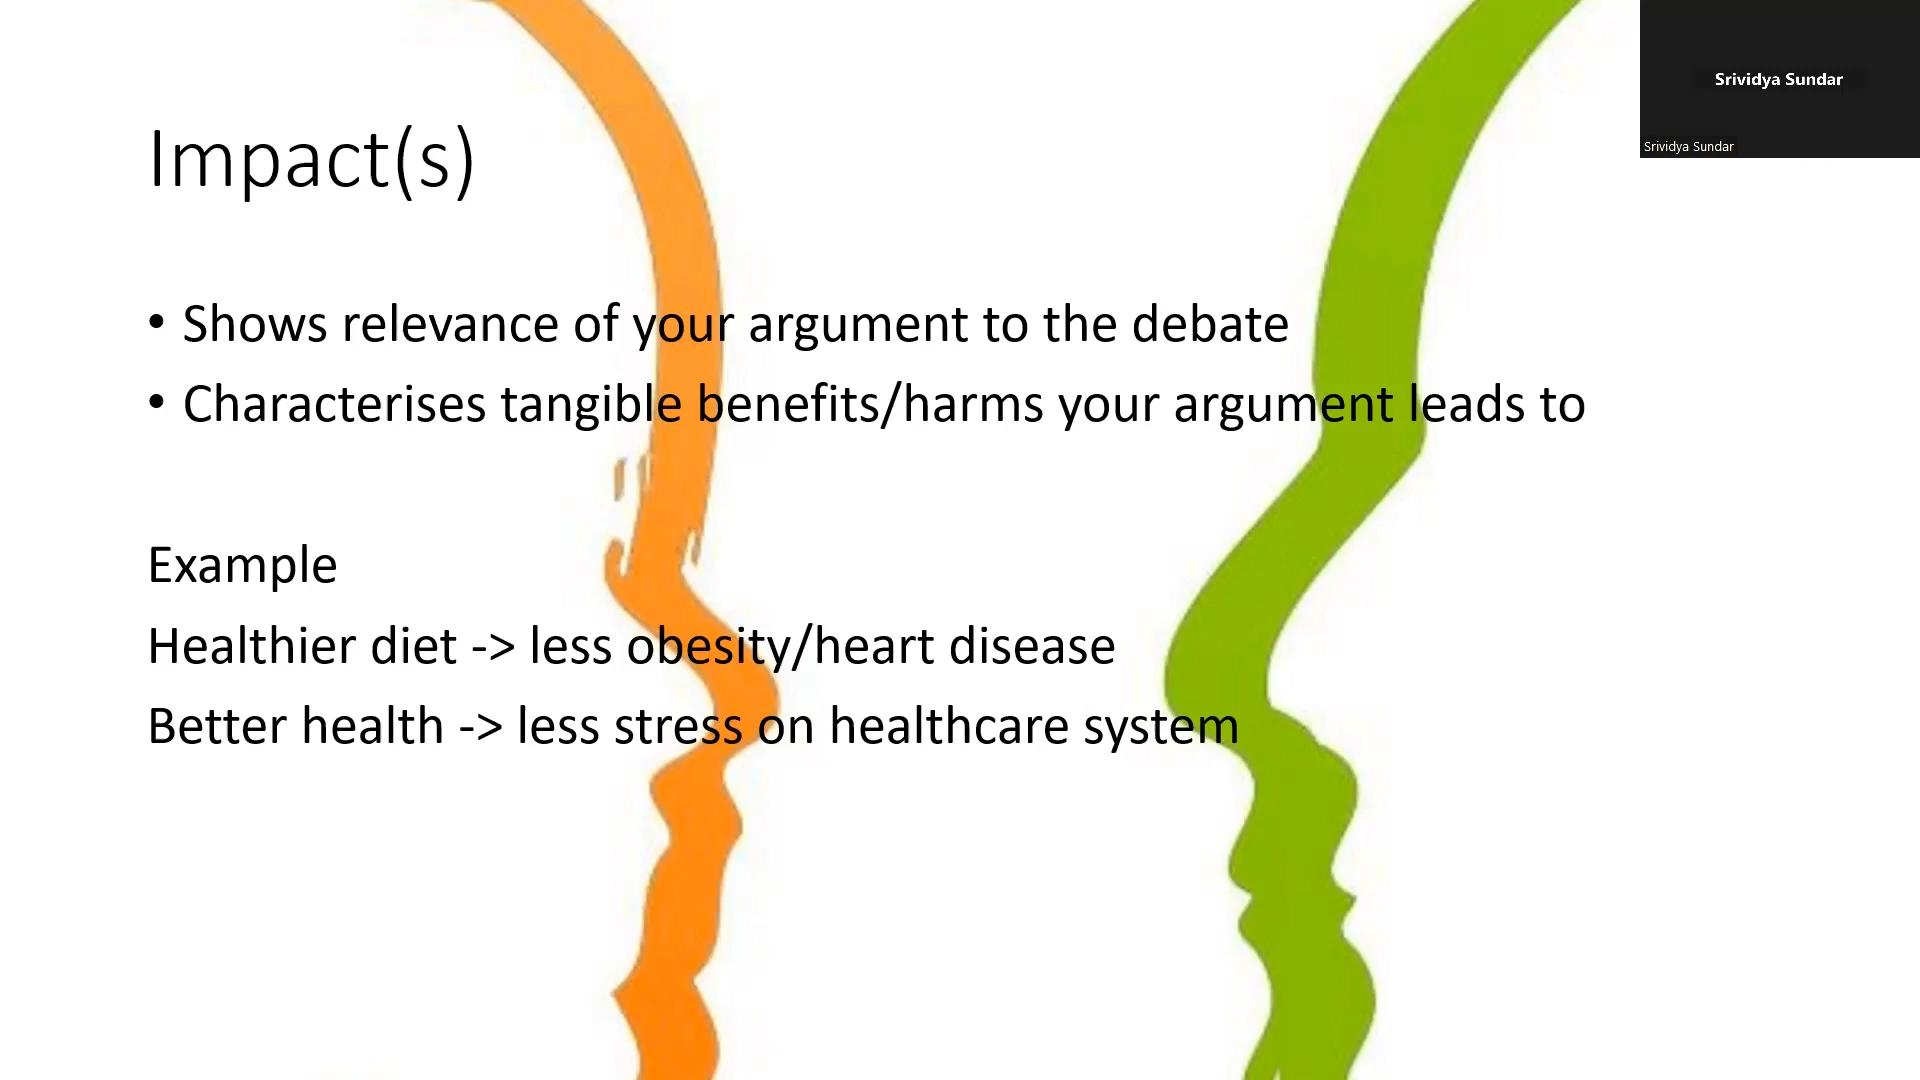 Impact(s)
• Shows relevance of your argument to the debate
• Characterises tangible benefits/harms your argument leads to
Example
Healthier diet -> less obesity/heart disease
Better health -> less stress on healthcare system
Srividya Sundar
Srividya Sundar